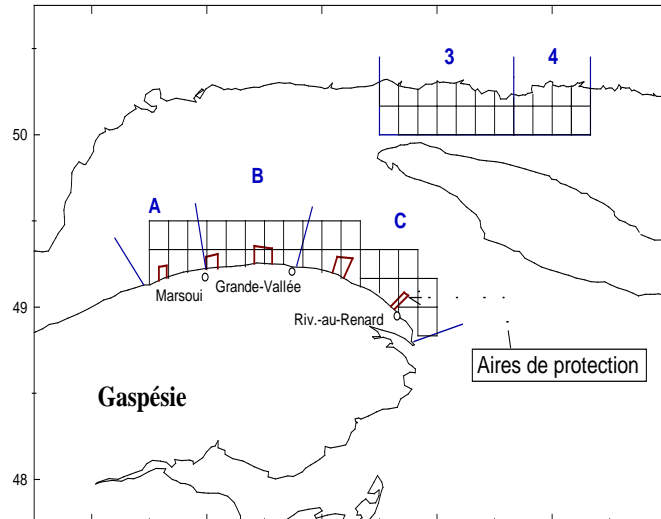 3 4
50
B
A
C
Grande-Vallée
Marsoui
49
Riv.-au-Renard
Aires de protection
Gaspésie
48